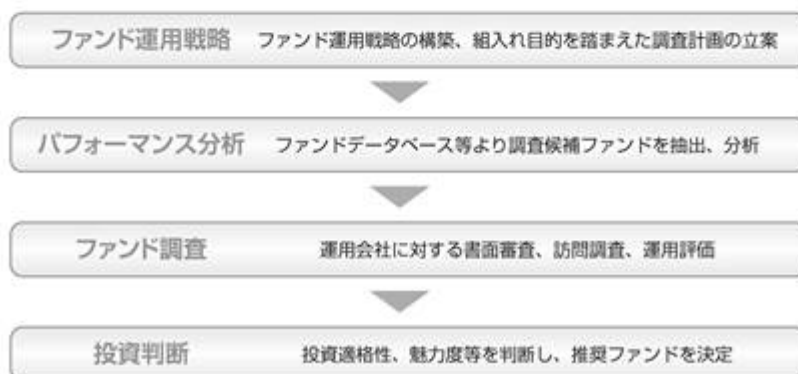 ファンド運用戦略 ファンド運用戦略の構築、組入れ目的を踏まえた調査計画の立案
パフォーマンス分析 ファンドデータベース等より調査候補ファンドを抽出、分析
ファンド調査 運用会社に対する書面審査、訪問調査、運用評価
投資判断 投資適格性、魅力度等を判断し、推奨ファンドを決定